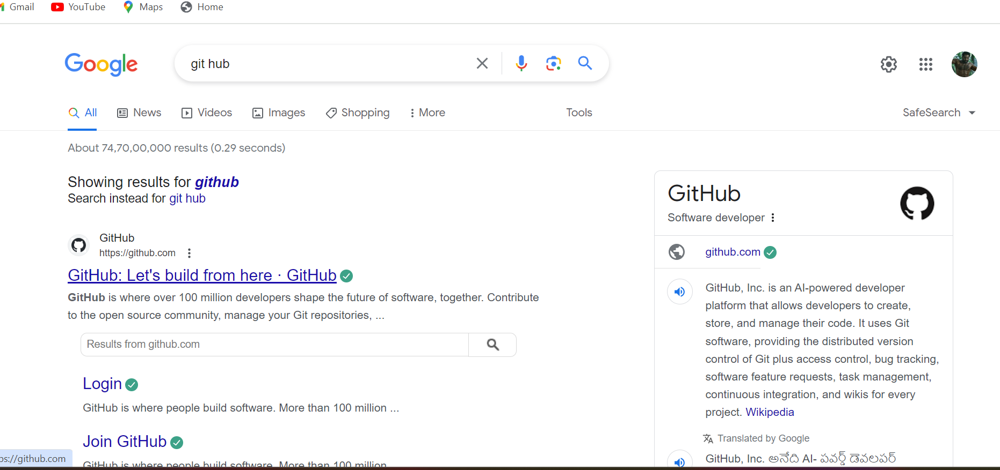 Gmail YouTube Maps Home
Google
git hub
All News Videos Images Shopping More Tools SafeSearch
About 74,70,00,000 results (0.29 seconds)
Showing results for github
Search instead for git hub
GitHub
https://github.com
GitHub: Let's build from here · GitHub
GitHub is where over 100 million developers shape the future of software, together. Contribute
to the open source community, manage your Git repositories, ...
Results from github.com
Login
GitHub is where people build software. More than 100 million ...
Join GitHub
GitHub is where people build software. More than 100 million
ps://github.com
GitHub
Software developer
github.com
GitHub, Inc. is an AI-powered developer
platform that allows developers to create,
store, and manage their code. It uses Git
software, providing the distributed version
control of Git plus access control, bug tracking,
software feature requests, task management,
continuous integration, and wikis for every
project. Wikipedia
Translated by Google
GitHub, Inc. అనేది AI- పవర్డ్ డెవలపర్